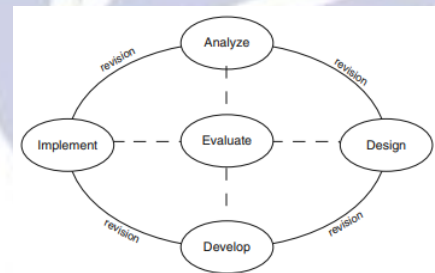 Analyze
revision
revision
Implement
Evaluate
Design
revision
revision
Develop